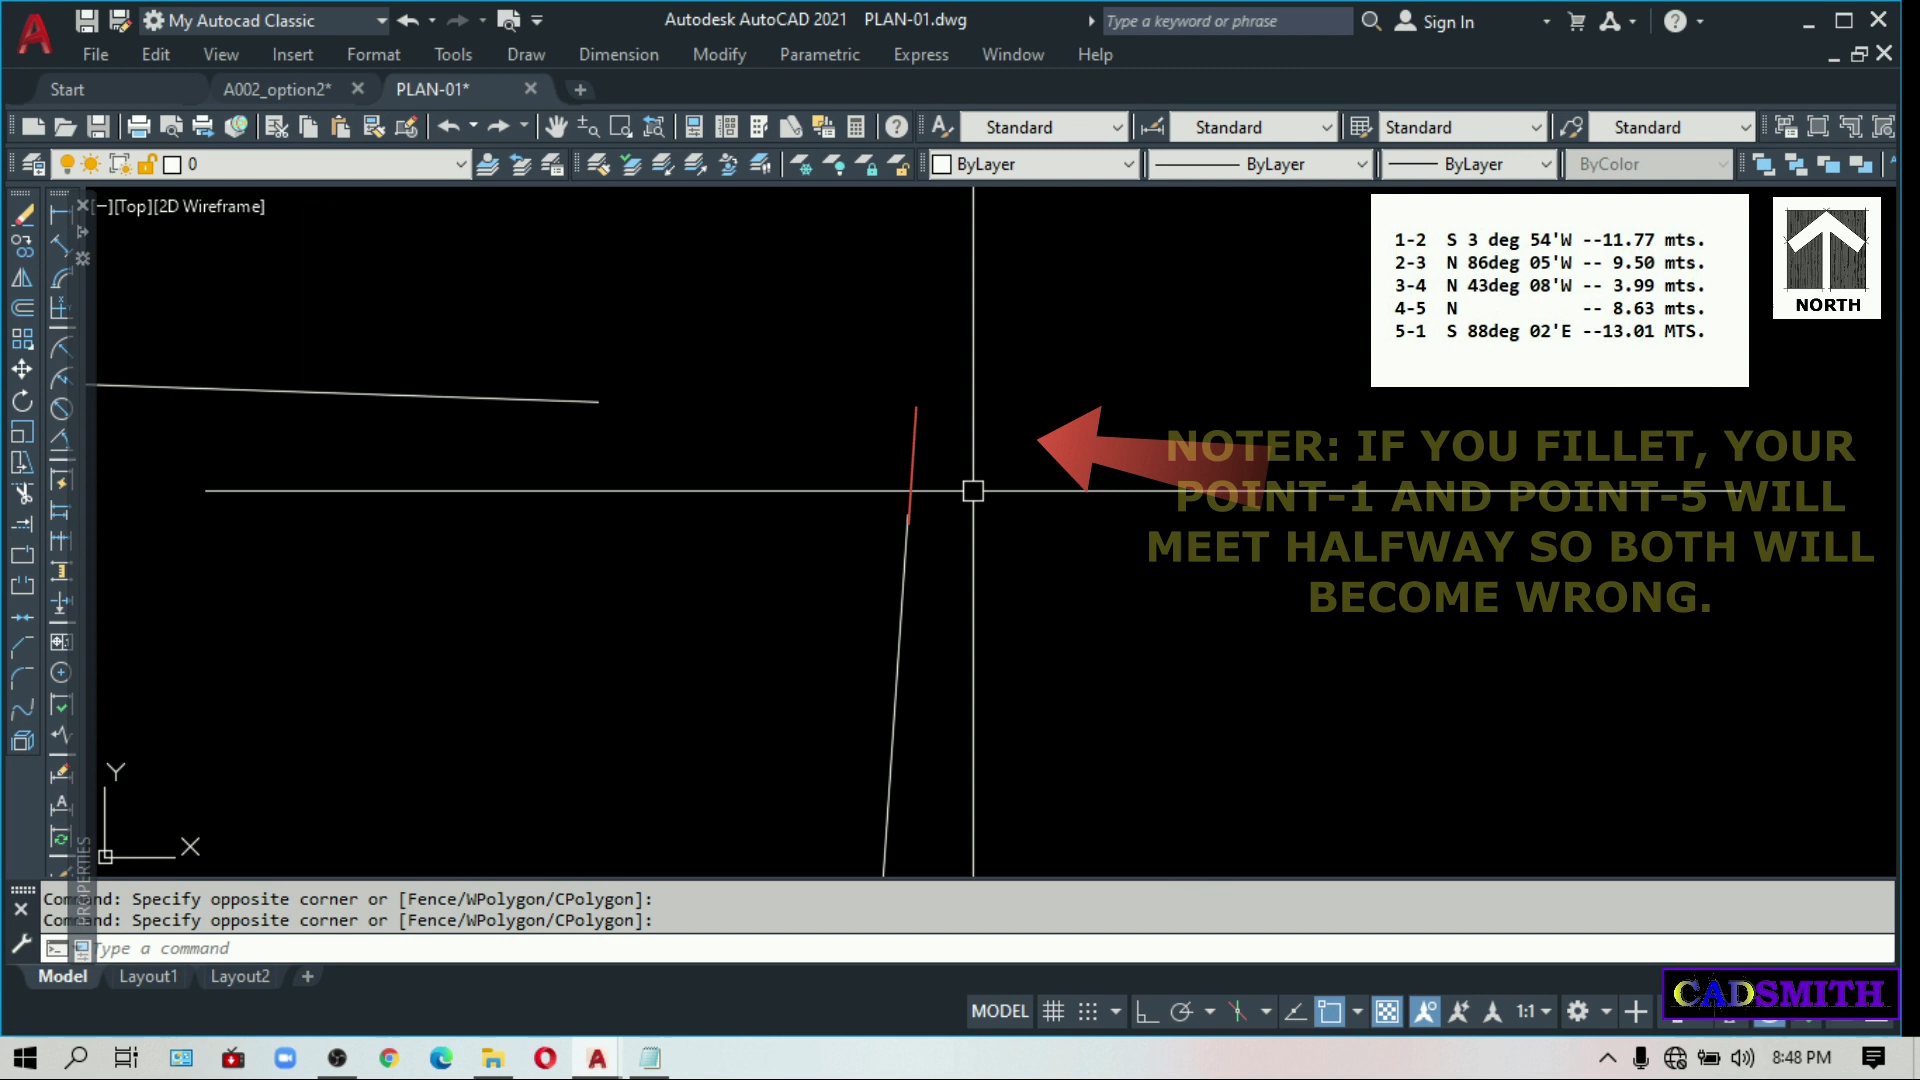 My Autocad Classic
Autodesk AutoCAD 2021 PLAN-01.dwg
Type a keyword or phrase
Sign In
File Edit View Insert Format Tools Draw Dimension Modify Parametric Express Window Help
Start A002_option2* PLAN-01*
Standard Standard Standard Standard
0 ByLayer ByLayer ByLayer ByColor
[−][Top][2D Wireframe]
1-2 S 3 deg 54'W --11.77 mts.
2-3 N 86deg 05'W -- 9.50 mts.
3-4 N 43deg 08'W -- 3.99 mts.
4-5 N -- 8.63 mts.
5-1 S 88deg 02'E --13.01 MTS.
NORTH
NOTER: IF YOU FILLET, YOUR
POINT-1 AND POINT-5 WILL
MEET HALFWAY SO BOTH WILL
BECOME WRONG.
Y
X
PROPERTIES
Command: Specify opposite corner or [Fence/WPolygon/CPolygon]:
Command: Specify opposite corner or [Fence/WPolygon/CPolygon]:
Type a command
Model Layout1 Layout2
MODEL 1:1
CADSMITH
8:48 PM